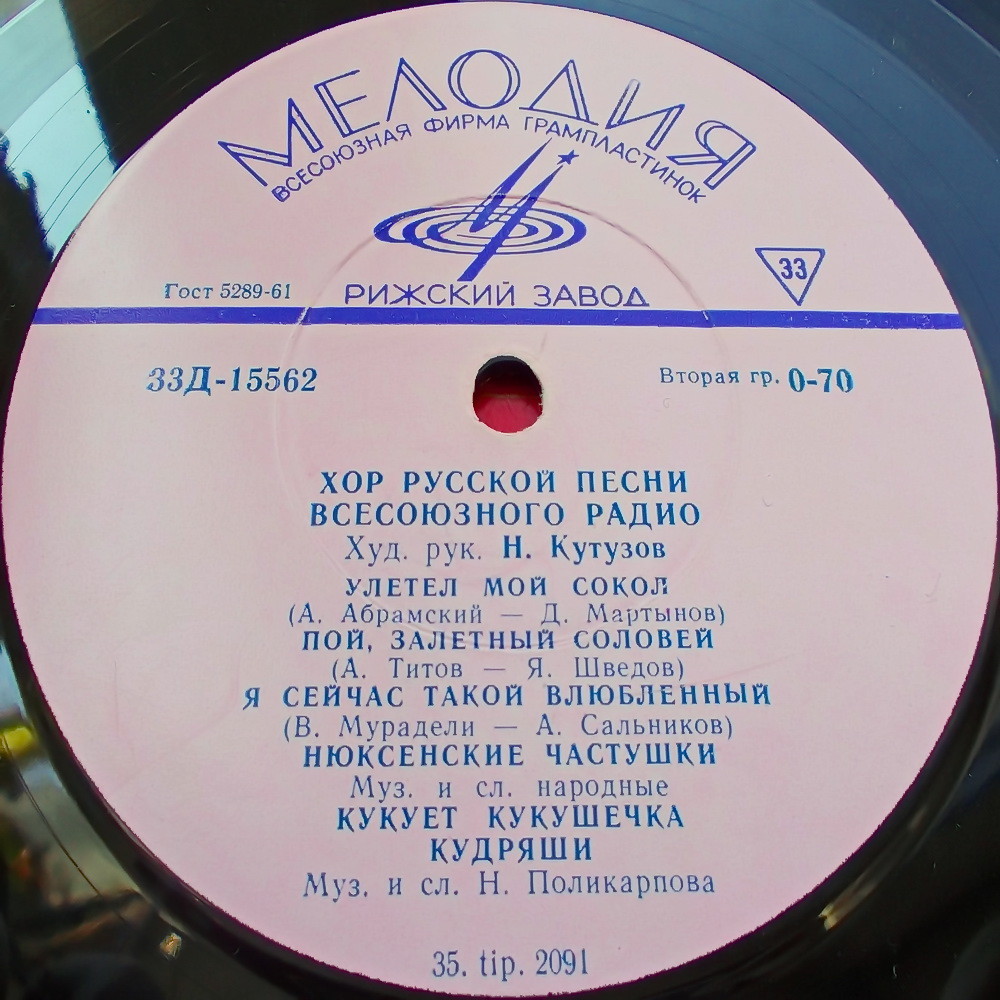 МЕЛОДИЯ
ВСЕСОЮЗНАЯ ФИРМА ГРАМПЛАСТИНОК
Гост 5289-61
РИЖСКИЙ ЗАВОД
33
33Д-15562
Вторая гр. 0-70
ХОР РУССКОЙ ПЕСНИ
ВСЕСОЮЗНОГО РАДИО
Худ. рук. Н. Кутузов
УЛЕТЕЛ МОЙ СОКОЛ
(А. Абрамский — Д. Мартынов)
ПОЙ, ЗАЛЕТНЫЙ СОЛОВЕЙ
(А. Титов — Я. Шведов)
Я СЕЙЧАС ТАКОЙ ВЛЮБЛЕННЫЙ
(В. Мурадели — А. Сальников)
НЮКСЕНСКИЕ ЧАСТУШКИ
Муз. и сл. народные
КУКУЕТ КУКУШЕЧКА
КУДРЯШИ
Муз. и сл. Н. Поликарпова
35. tip. 2091